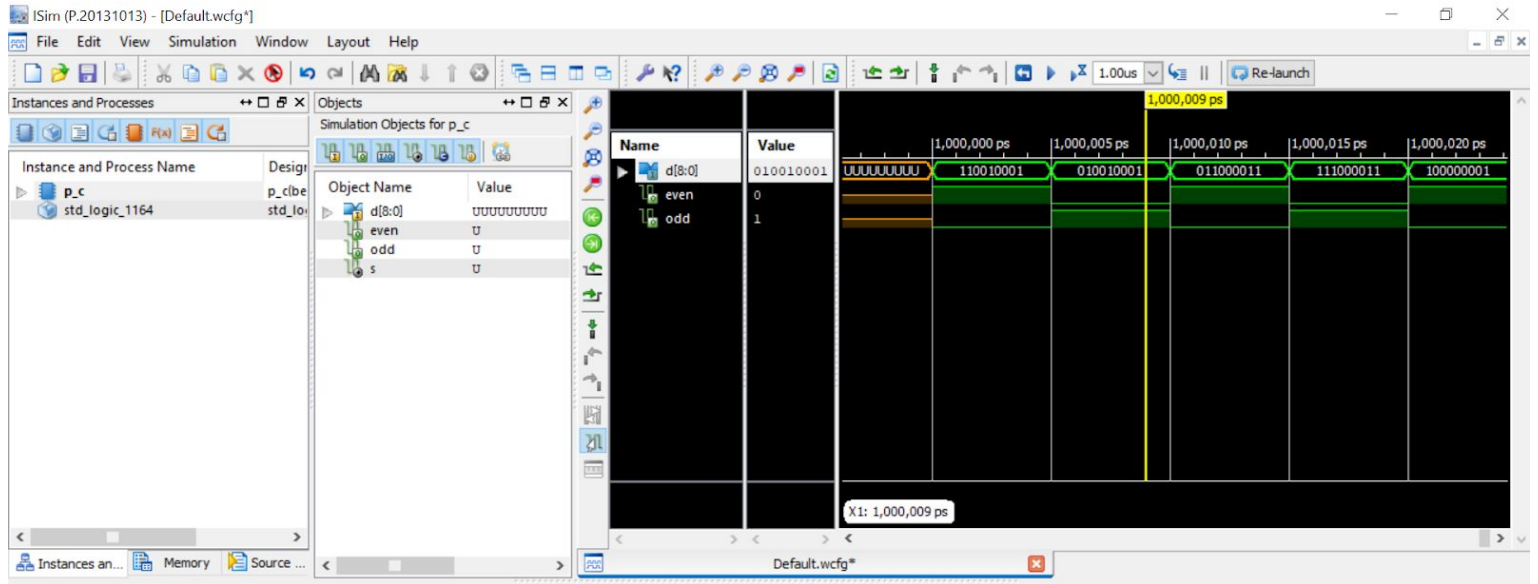 ISim (P.20131013) - [Default.wcfg*]
File Edit View Simulation Window Layout Help
1.00us Re-launch
Instances and Processes
F(x)
Instance and Process Name Design
p_c p_c(be
std_logic_1164 std_lo
Objects
Simulation Objects for p_c
Object Name Value
d[8:0] UUUUUUUUU
even U
odd U
s U
1,000,009 ps
Name Value 1,000,000 ps 1,000,005 ps 1,000,010 ps 1,000,015 ps 1,000,020 ps
d[8:0] 010010001 UUUUUUUUU 110010001 010010001 011000011 111000011 100000001
even 0
odd 1
X1: 1,000,009 ps
Instances an... Memory Source ...
Default.wcfg*